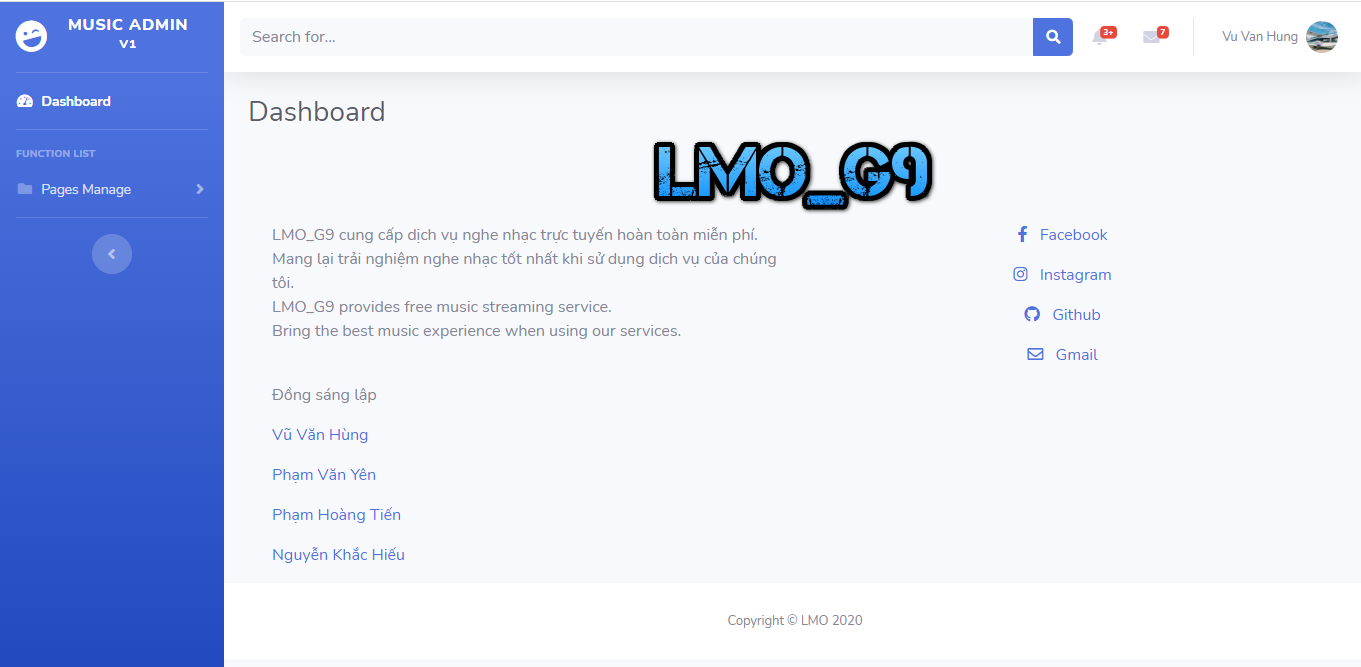 MUSIC ADMIN
V1
Dashboard
FUNCTION LIST
Pages Manage
Search for...
3+
7
Vu Van Hung
Dashboard
LMO_G9
LMO_G9 cung cấp dịch vụ nghe nhạc trực tuyến hoàn toàn miễn phí.
Mang lại trải nghiệm nghe nhạc tốt nhất khi sử dụng dịch vụ của chúng
tôi.
LMO_G9 provides free music streaming service.
Bring the best music experience when using our services.
Facebook
Instagram
Github
Gmail
Đồng sáng lập
Vũ Văn Hùng
Phạm Văn Yên
Phạm Hoàng Tiến
Nguyễn Khắc Hiếu
Copyright © LMO 2020